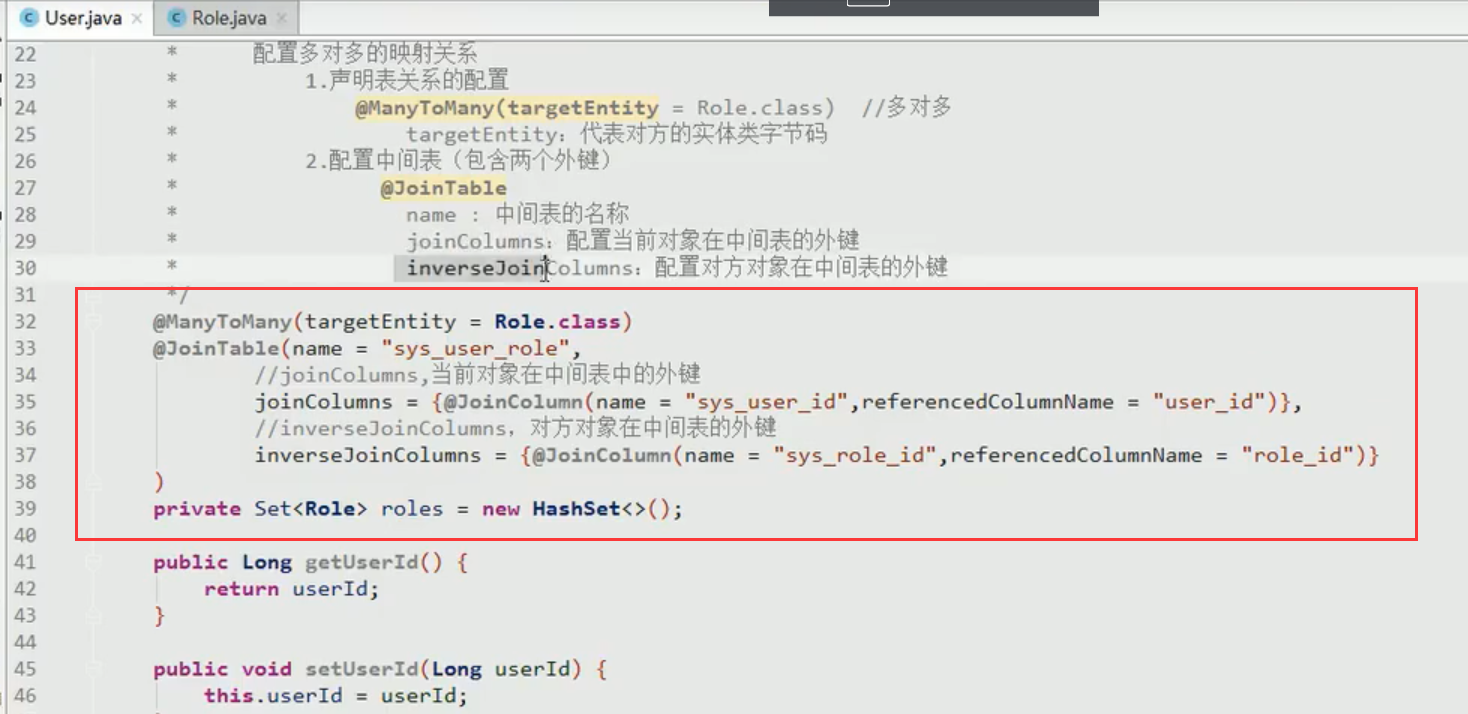 User.java × Role.java ×
22 * 配置多对多的映射关系
23 * 1.声明表关系的配置
24 * @ManyToMany(targetEntity = Role.class) //多对多
25 * targetEntity：代表对方的实体类字节码
26 * 2.配置中间表（包含两个外键）
27 * @JoinTable
28 * name : 中间表的名称
29 * joinColumns：配置当前对象在中间表的外键
30 * inverseJoinColumns：配置对方对象在中间表的外键
31 */
32 @ManyToMany(targetEntity = Role.class)
33 @JoinTable(name = "sys_user_role",
34 //joinColumns,当前对象在中间表中的外键
35 joinColumns = {@JoinColumn(name = "sys_user_id",referencedColumnName = "user_id")},
36 //inverseJoinColumns，对方对象在中间表的外键
37 inverseJoinColumns = {@JoinColumn(name = "sys_role_id",referencedColumnName = "role_id")}
38 )
39 private Set<Role> roles = new HashSet<>();
40
41 public Long getUserId() {
42 return userId;
43 }
44
45 public void setUserId(Long userId) {
46 this.userId = userId;